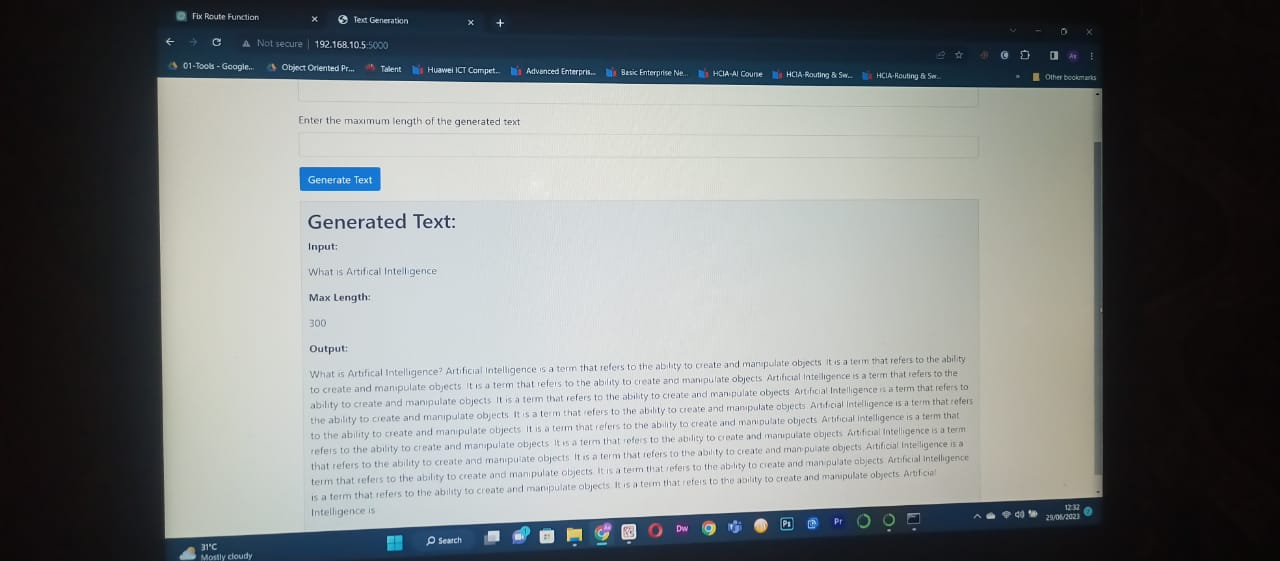 Fix Route Function
Text Generation
Not secure | 192.168.10.5:5000
01-Tools - Google...
Object Oriented Pr...
Talent
Huawei ICT Compet...
Advanced Enterpris...
Basic Enterprise Ne...
HCIA-AI Course
HCIA-Routing & Sw...
HCIA-Routing & Sw...
»
Other bookmarks
Enter the maximum length of the generated text
Generate Text
Generated Text:
Input:
What is Artifical Intelligence
Max Length:
300
Output:
What is Artifical Intelligence? Artificial Intelligence is a term that refers to the ability to create and manipulate objects. It is a term that refers to the ability
to create and manipulate objects. It is a term that refers to the ability to create and manipulate objects. Artificial Intelligence is a term that refers to the
ability to create and manipulate objects. It is a term that refers to the ability to create and manipulate objects. Artificial Intelligence is a term that refers to
the ability to create and manipulate objects. It is a term that refers to the ability to create and manipulate objects. Artificial Intelligence is a term that refers
to the ability to create and manipulate objects. It is a term that refers to the ability to create and manipulate objects. Artificial Intelligence is a term that
refers to the ability to create and manipulate objects. It is a term that refers to the ability to create and manipulate objects. Artificial Intelligence is a term
that refers to the ability to create and manipulate objects. It is a term that refers to the ability to create and manipulate objects. Artificial Intelligence is a
term that refers to the ability to create and manipulate objects. It is a term that refers to the ability to create and manipulate objects. Artificial Intelligence
is a term that refers to the ability to create and manipulate objects. It is a term that refers to the ability to create and manipulate objects. Artificial
Intelligence is
31°C
Mostly cloudy
Search
Dw
Ps
Pr
12:32
29/06/2023